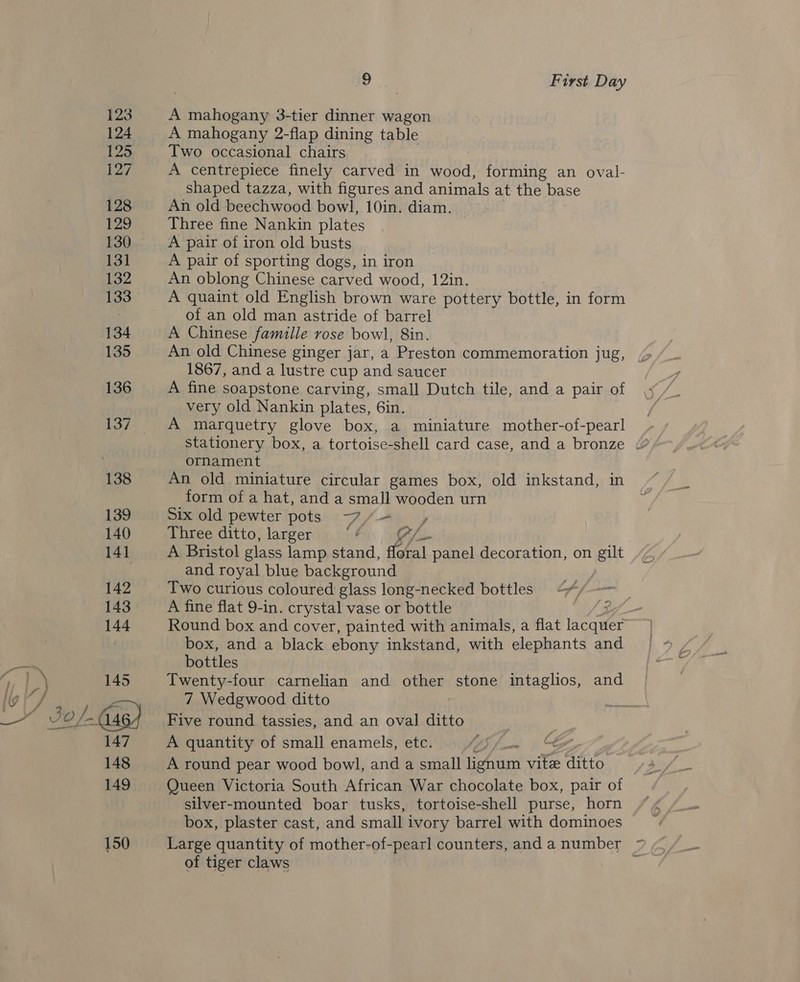 9 First Day
123 A mahogany 3-tier dinner wagon
124 A mahogany 2-flap dining table
125 Two occasional chairs
127 A centrepiece finely carved in wood, forming an oval-
shaped tazza, with figures and animals at the base
128 An old beechwood bowl, 10in. diam.
129 Three fine Nankin plates
130 A pair of iron old busts
131 A pair of sporting dogs, in iron
132 An oblong Chinese carved wood, 12in.
133 A quaint old English brown ware pottery bottle, in form
of an old man astride of barrel
134 A Chinese famille rose bowl, 8in.
135 An old Chinese ginger jar, a Preston commemoration jug,
1867, and a lustre cup and saucer
136 A fine soapstone carving, small Dutch tile, and a pair of
very old Nankin plates, 6in.
137 A marquetry glove box, a miniature mother-of-pearl
stationery box, a tortoise-shell card case, and a bronze
ornament
138 An old miniature circular games box, old inkstand, in
form of a hat, and a small wooden urn
139 Six old pewter pots 7/-
140 Three ditto, larger
141 A Bristol glass lamp stand, floral panel decoration, on gilt
and royal blue background
142 Two curious coloured glass long-necked bottles
143 A fine flat 9-in. crystal vase or bottle
144 Round box and cover, painted with animals, a flat lacquer
box, and a black ebony inkstand, with elephants and
bottles
145 Twenty-four carnelian and other stone intaglios, and
7 Wedgwood ditto
30/- 146 Five round tassies, and an oval ditto
147 A quantity of small enamels, etc.
148 A round pear wood bowl, and a small lignum vitæ ditto
149 Queen Victoria South African War chocolate box, pair of
silver-mounted boar tusks, tortoise-shell purse, horn
box, plaster cast, and small ivory barrel with dominoes
150 Large quantity of mother-of-pearl counters, and a number
of tiger claws